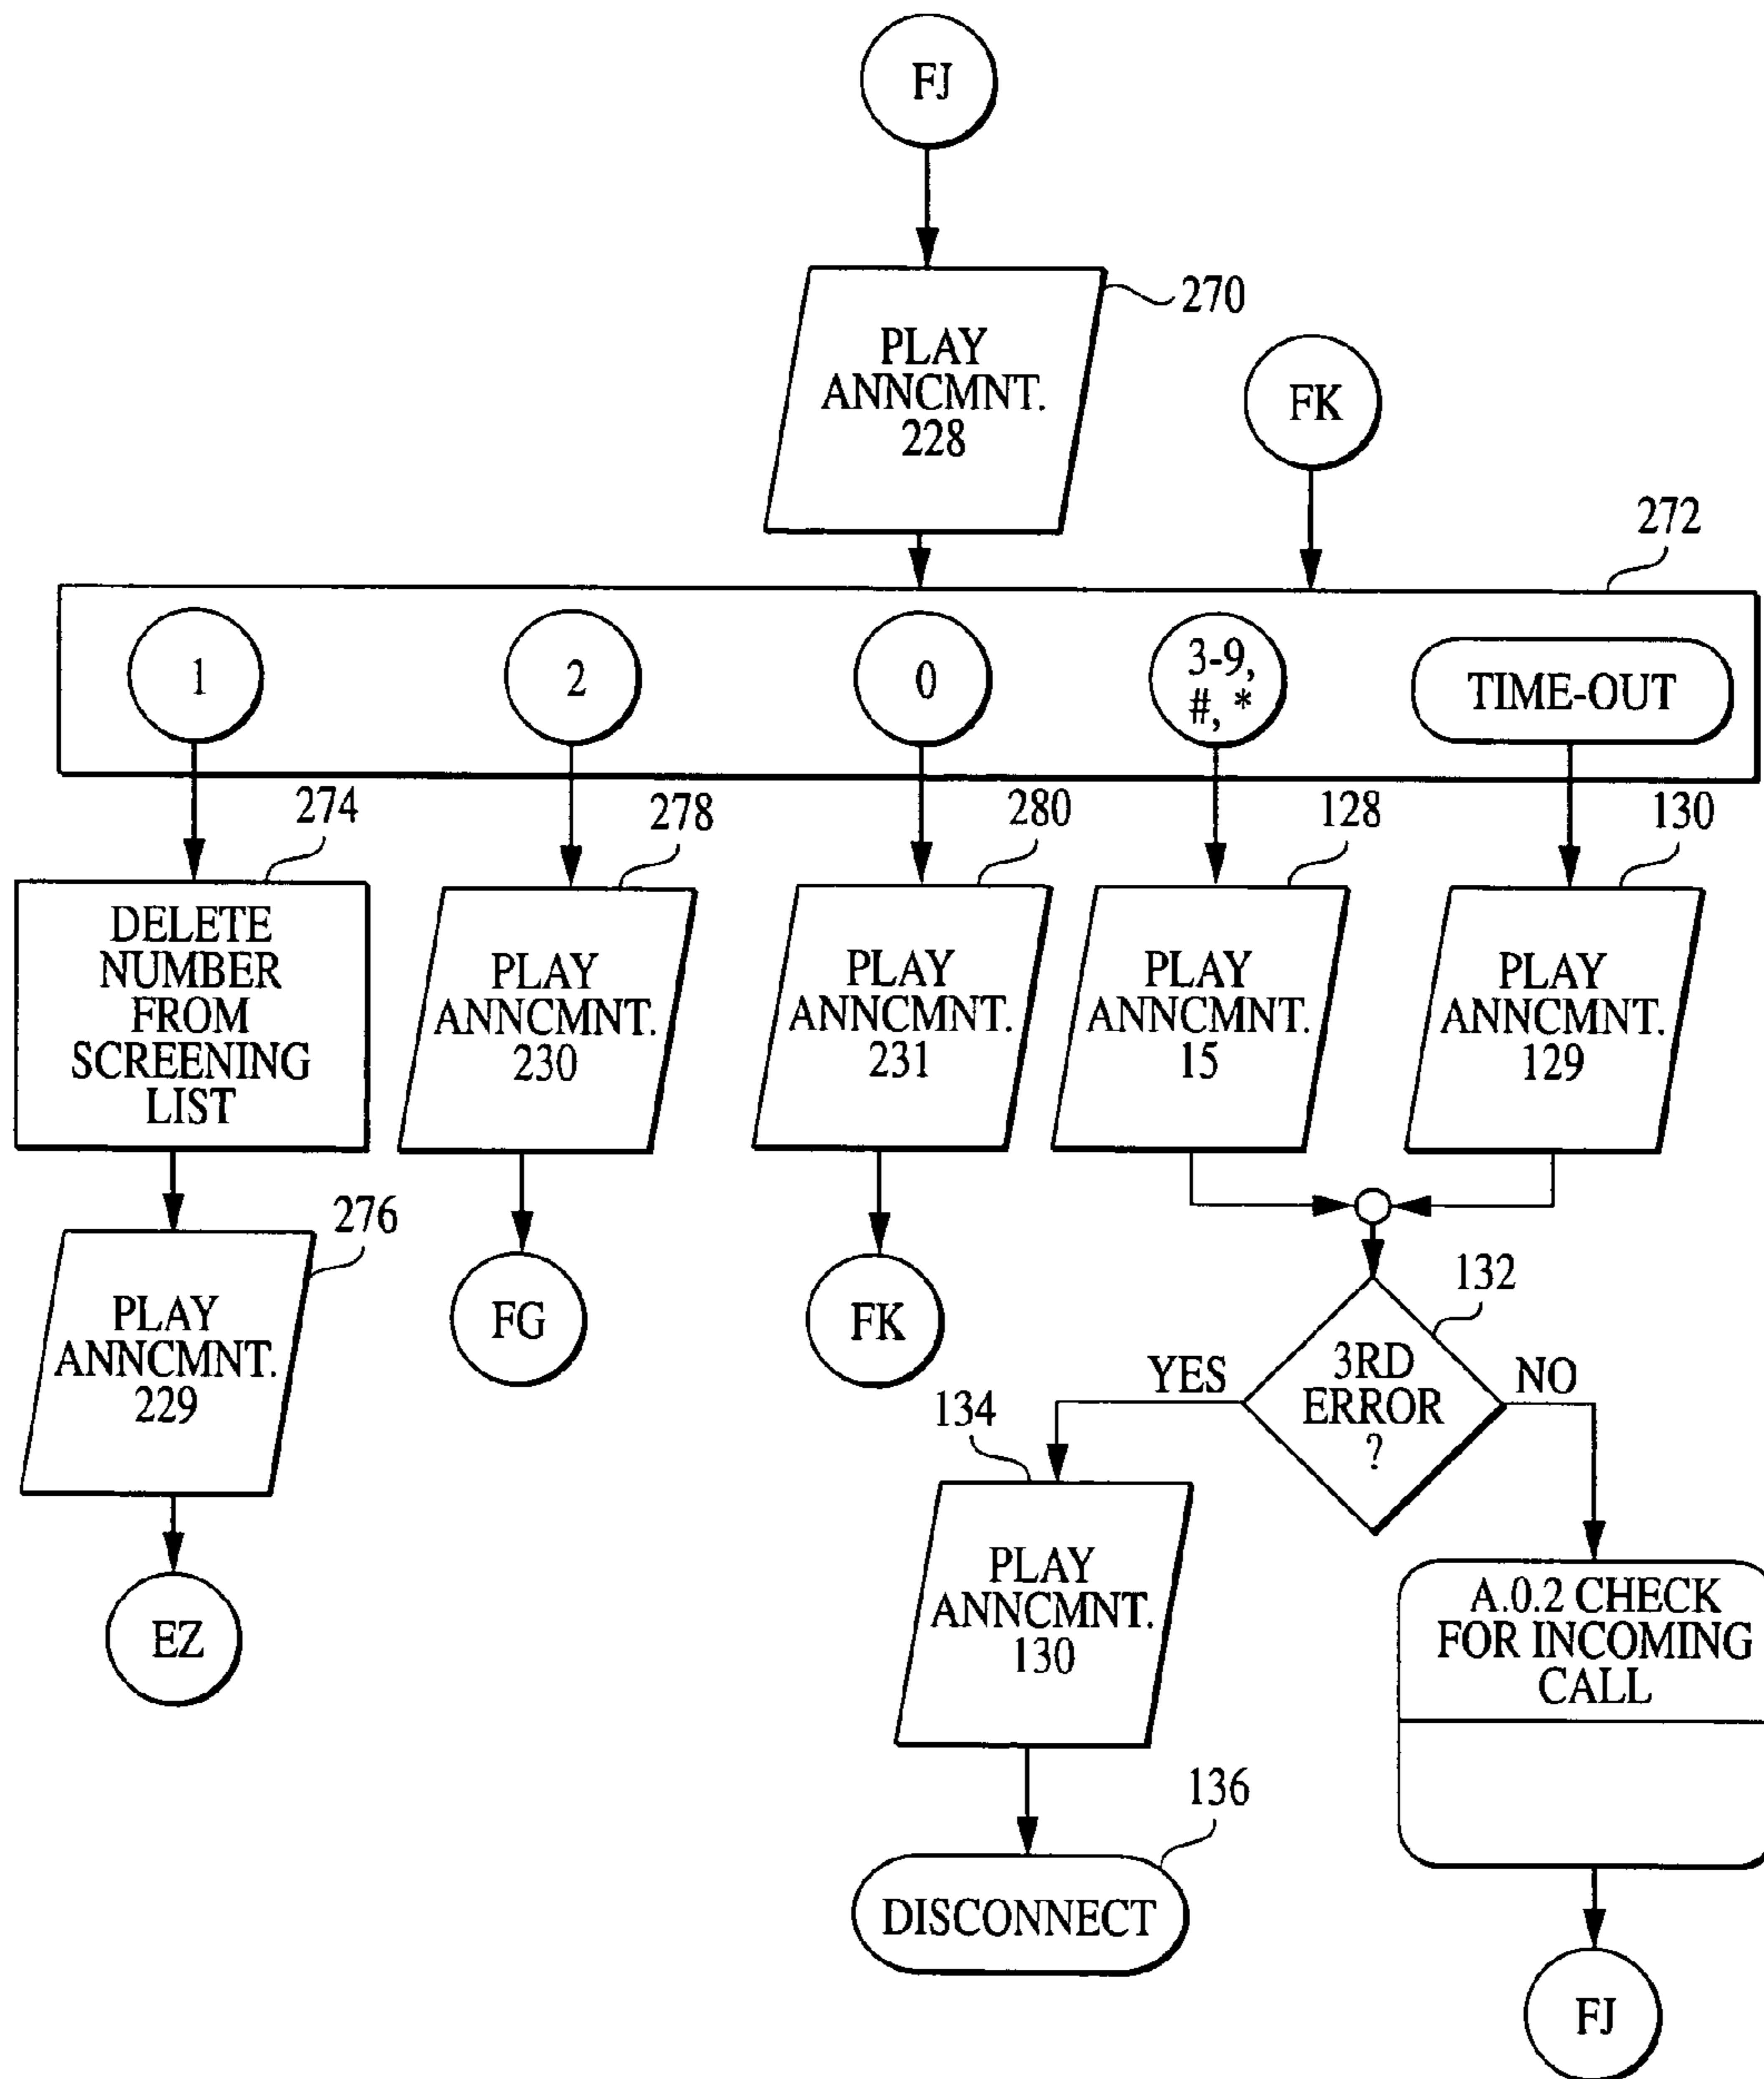 FJ
270
PLAY
ANNCMNT.
228
FK
272
1
2
0
3-9,
#, *
TIME-OUT
274
278
280
128
130
DELETE
NUMBER
FROM
SCREENING
LIST
PLAY
ANNCMNT.
230
PLAY
ANNCMNT.
231
PLAY
ANNCMNT.
15
PLAY
ANNCMNT.
129
276
PLAY
ANNCMNT.
229
FG
FK
132
3RD
ERROR
?
YES
NO
134
PLAY
ANNCMNT.
130
A.0.2 CHECK
FOR INCOMING
CALL
EZ
136
DISCONNECT
FJ